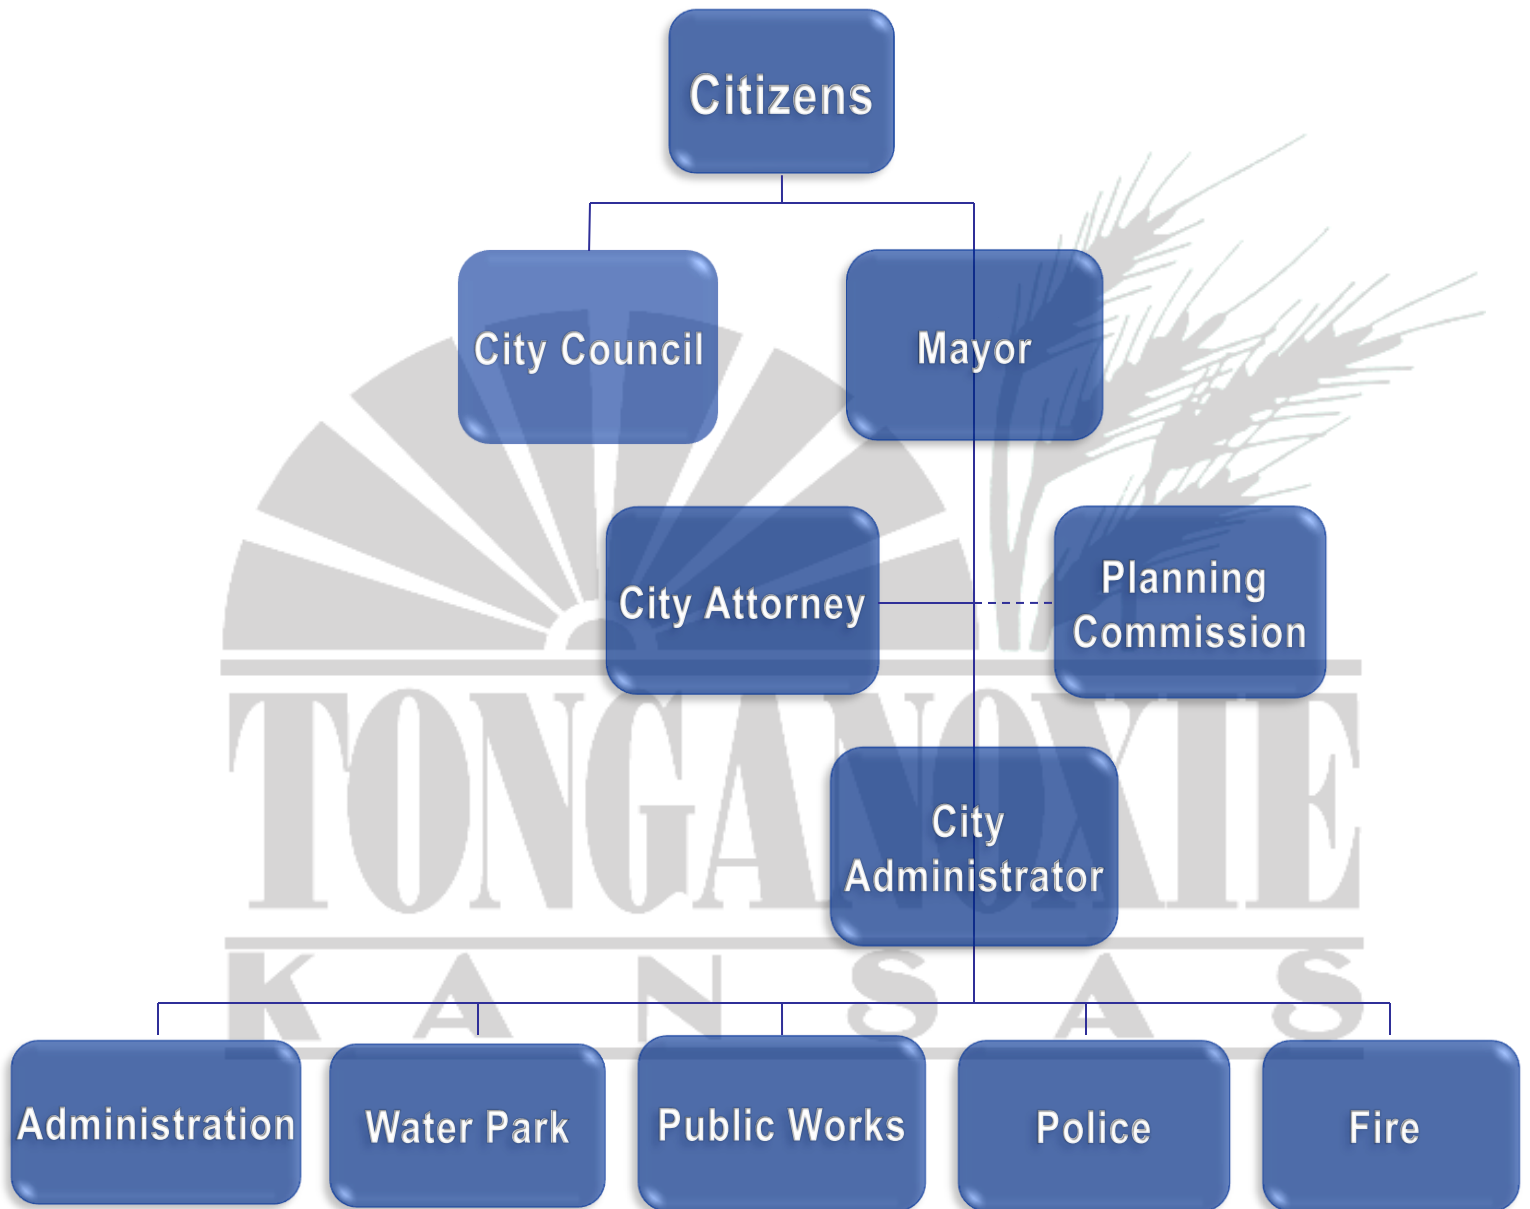 Citizens
City Council
Mayor
City Attorney
Planning
Commission
City
Administrator
TONGANOXIE
KANSAS
Administration
Water Park
Public Works
Police
Fire